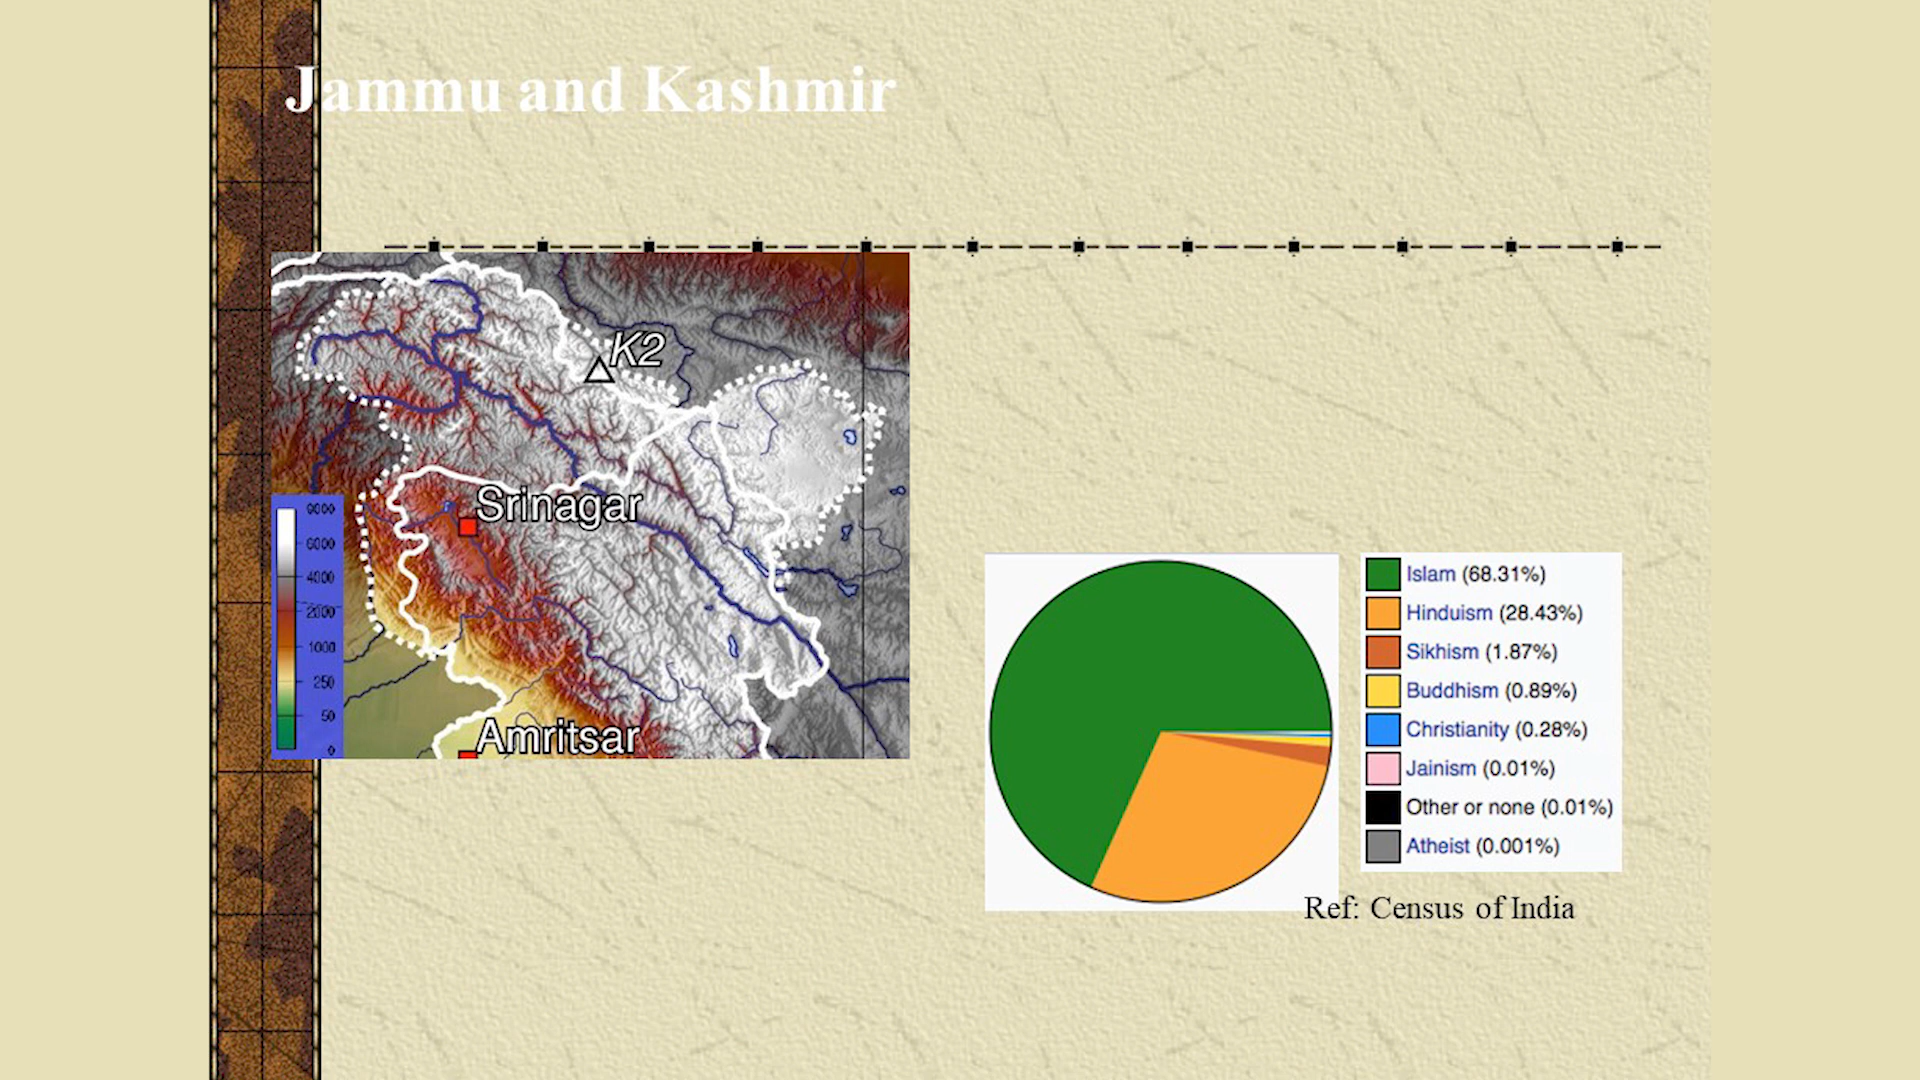 Jammu and Kashmir
K2
Srinagar
Amritsar
9000
6000
4000
2000
1000
250
50
0
Islam (68.31%)
Hinduism (28.43%)
Sikhism (1.87%)
Buddhism (0.89%)
Christianity (0.28%)
Jainism (0.01%)
Other or none (0.01%)
Atheist (0.001%)
Ref: Census of India